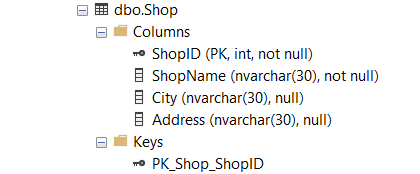 dbo.Shop
Columns
ShopID (PK, int, not null)
ShopName (nvarchar(30), not null)
City (nvarchar(30), null)
Address (nvarchar(30), null)
Keys
PK_Shop_ShopID